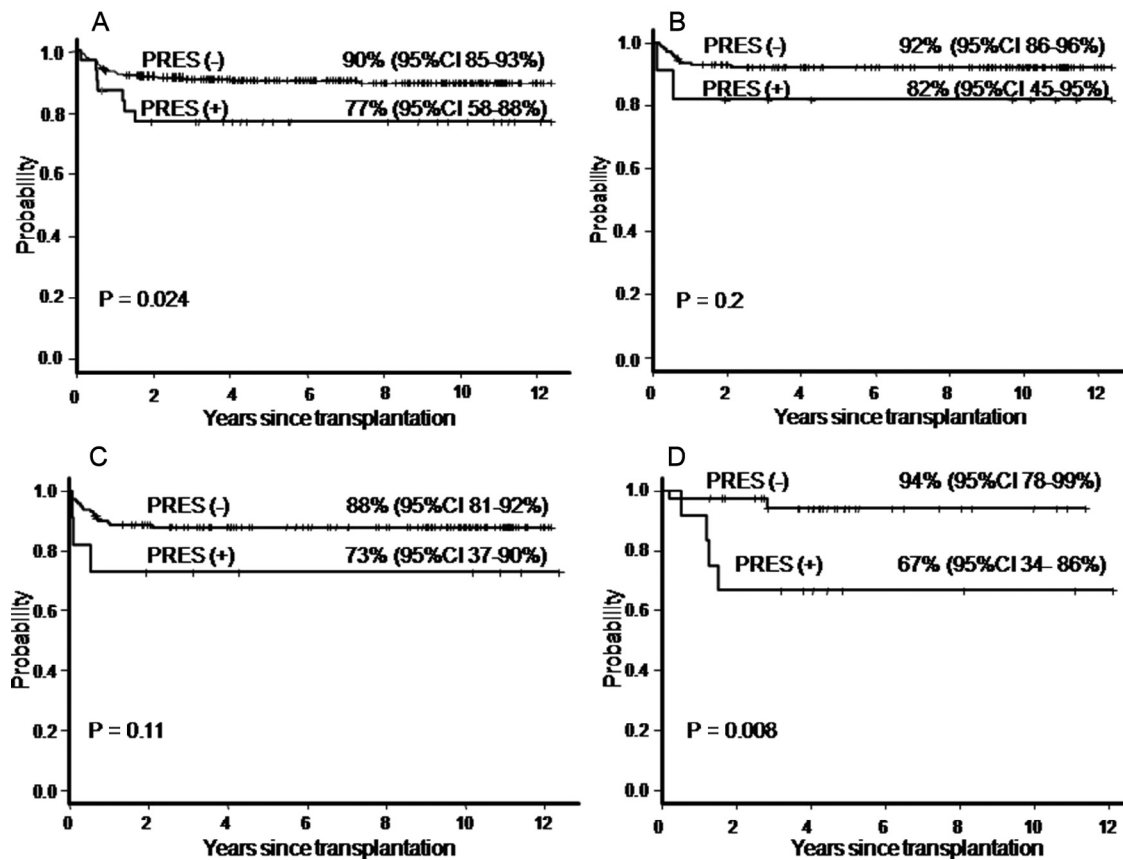 A
PRES (-) 90% (95%CI 85-93%)
PRES (+) 77% (95%CI 58-88%)
P = 0.024
Probability
1.0
0.8
0.6
0.4
0.2
0.0
0 2 4 6 8 10 12
Years since transplantation
B
PRES (-) 92% (95%CI 86-96%)
PRES (+) 82% (95%CI 45-95%)
P = 0.2
Probability
1.0
0.8
0.6
0.4
0.2
0.0
0 2 4 6 8 10 12
Years since transplantation
C
PRES (-) 88% (95%CI 81-92%)
PRES (+) 73% (95%CI 37-90%)
P = 0.11
Probability
1.0
0.8
0.6
0.4
0.2
0.0
0 2 4 6 8 10 12
Years since transplantation
D
PRES (-) 94% (95%CI 78-99%)
PRES (+) 67% (95%CI 34– 86%)
P = 0.008
Probability
1.0
0.8
0.6
0.4
0.2
0.0
0 2 4 6 8 10 12
Years since transplantation